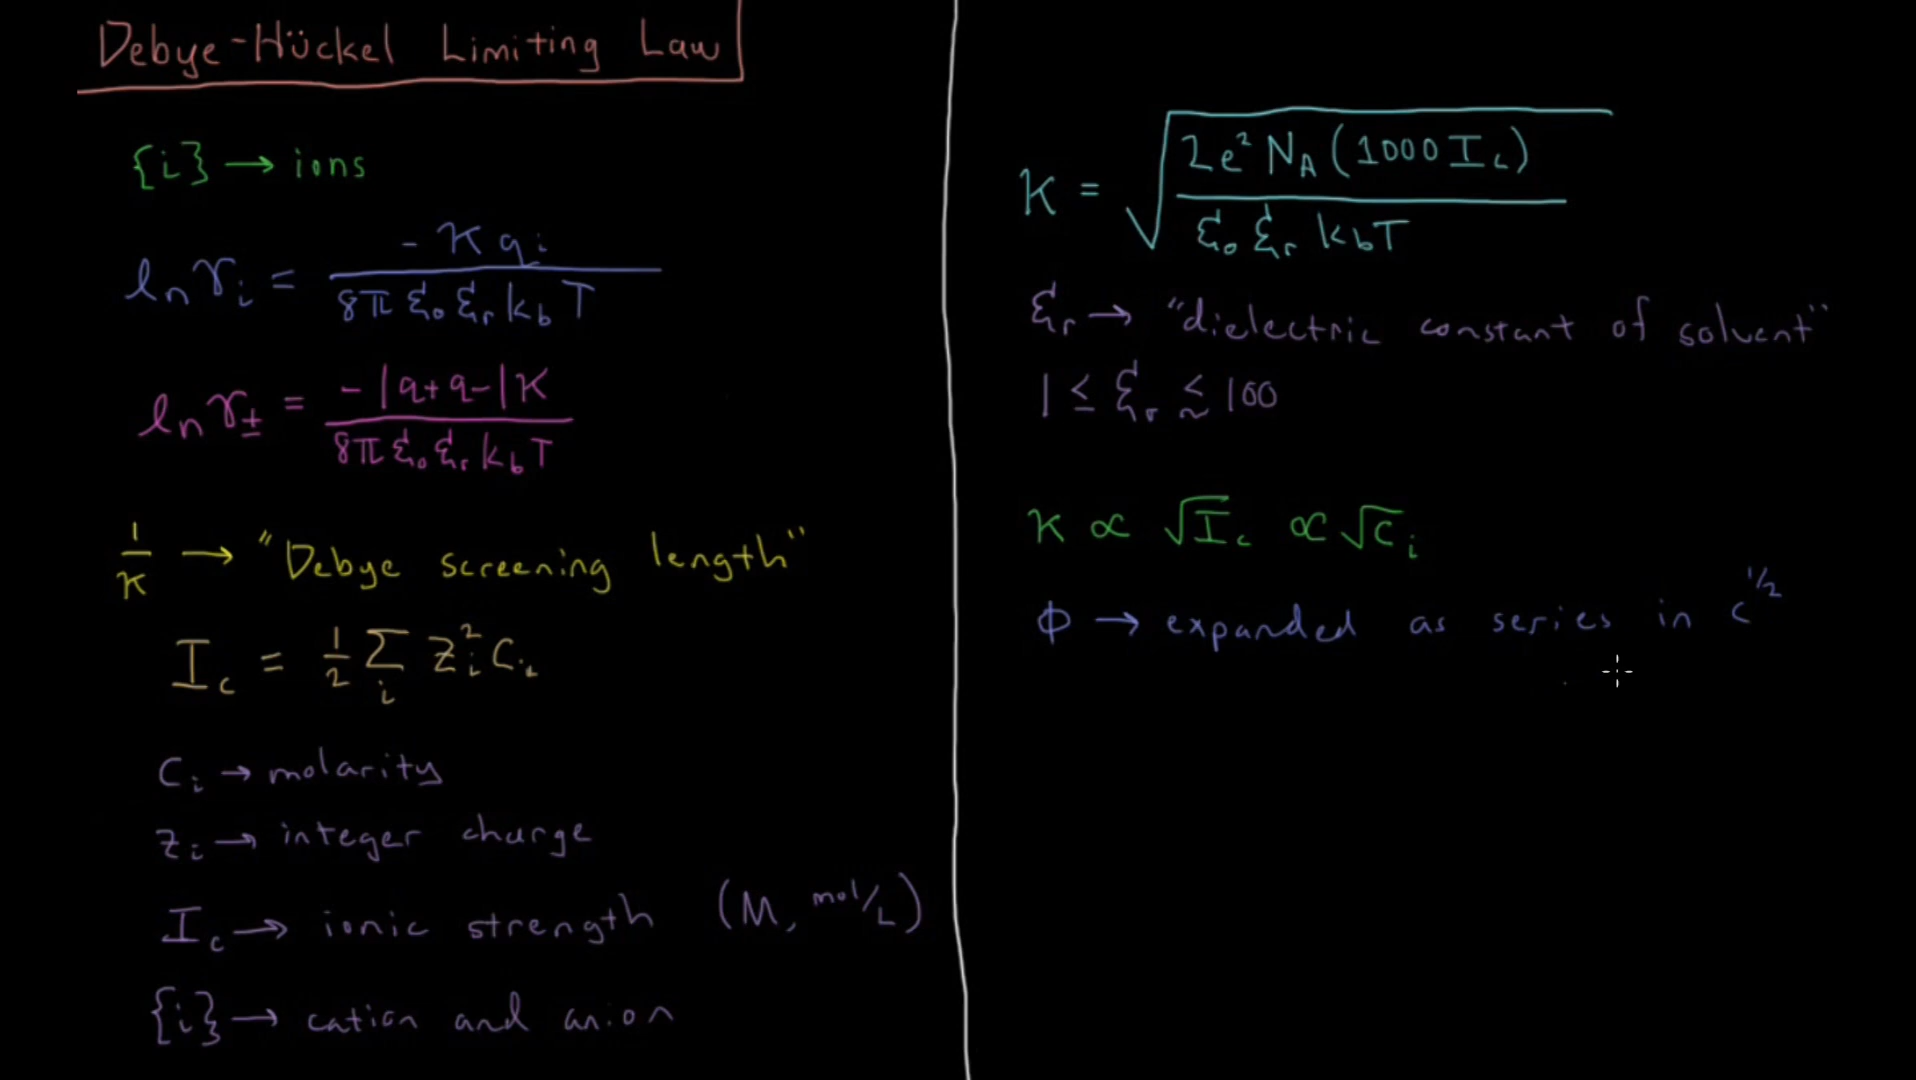 Debye-Hückel Limiting Law
{i} → ions
ln γi = -κ qi / 8π ε0 εr kb T
ln γ± = -|q+ q-| κ / 8π ε0 εr kb T
1/κ → "Debye screening length"
Ic = 1/2 Σi zi² ci
Ci → molarity
zi → integer charge
Ic → ionic strength (M, mol/L)
{i} → cation and anion
κ = √(2e² NA (1000 Ic) / ε0 εr kb T)
εr → "dielectric constant of solvent"
1 ≤ εr ≲ 100
κ ∝ √Ic ∝ √ci
Φ → expanded as series in c^1/2